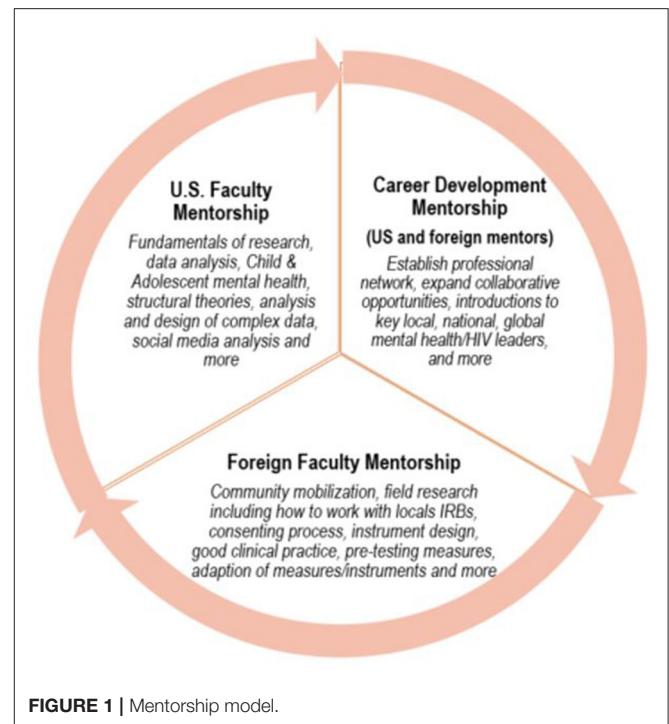 U.S. Faculty
Mentorship
Fundamentals of research,
data analysis, Child &
Adolescent mental health,
structural theories, analysis
and design of complex data,
social media analysis and
more
Career Development
Mentorship
(US and foreign mentors)
Establish professional
network, expand collaborative
opportunities, introductions to
key local, national, global
mental health/HIV leaders,
and more
Foreign Faculty Mentorship
Community mobilization, field research
including how to work with locals IRBs,
consenting process, instrument design,
good clinical practice, pre-testing measures,
adaption of measures/instruments and more
FIGURE 1 | Mentorship model.